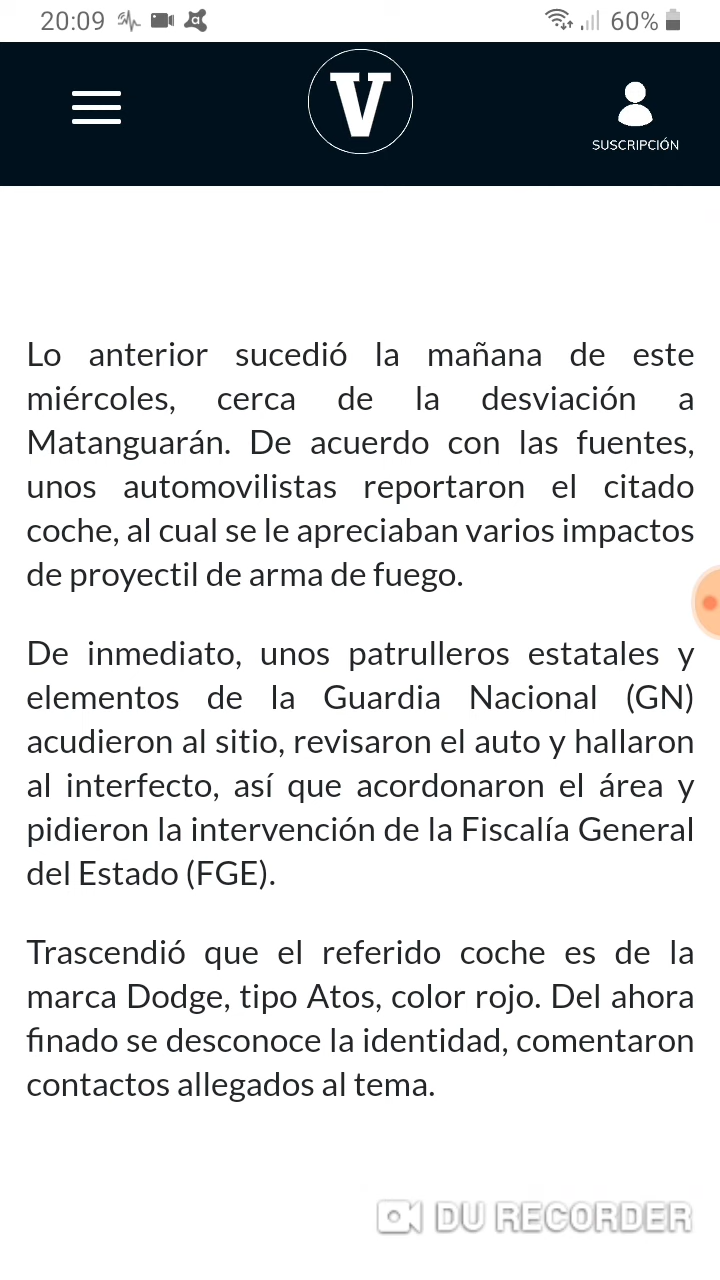 20:09 60%
V
SUSCRIPCIÓN
Lo anterior sucedió la mañana de este
miércoles, cerca de la desviación a
Matanguarán. De acuerdo con las fuentes,
unos automovilistas reportaron el citado
coche, al cual se le apreciaban varios impactos
de proyectil de arma de fuego.
De inmediato, unos patrulleros estatales y
elementos de la Guardia Nacional (GN)
acudieron al sitio, revisaron el auto y hallaron
al interfecto, así que acordonaron el área y
pidieron la intervención de la Fiscalía General
del Estado (FGE).
Trascendió que el referido coche es de la
marca Dodge, tipo Atos, color rojo. Del ahora
finado se desconoce la identidad, comentaron
contactos allegados al tema.
DU RECORDER